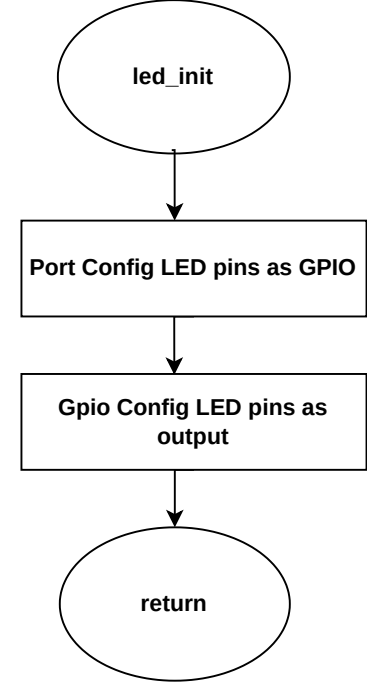 led_init
Port Config LED pins as GPIO
Gpio Config LED pins as
output
return